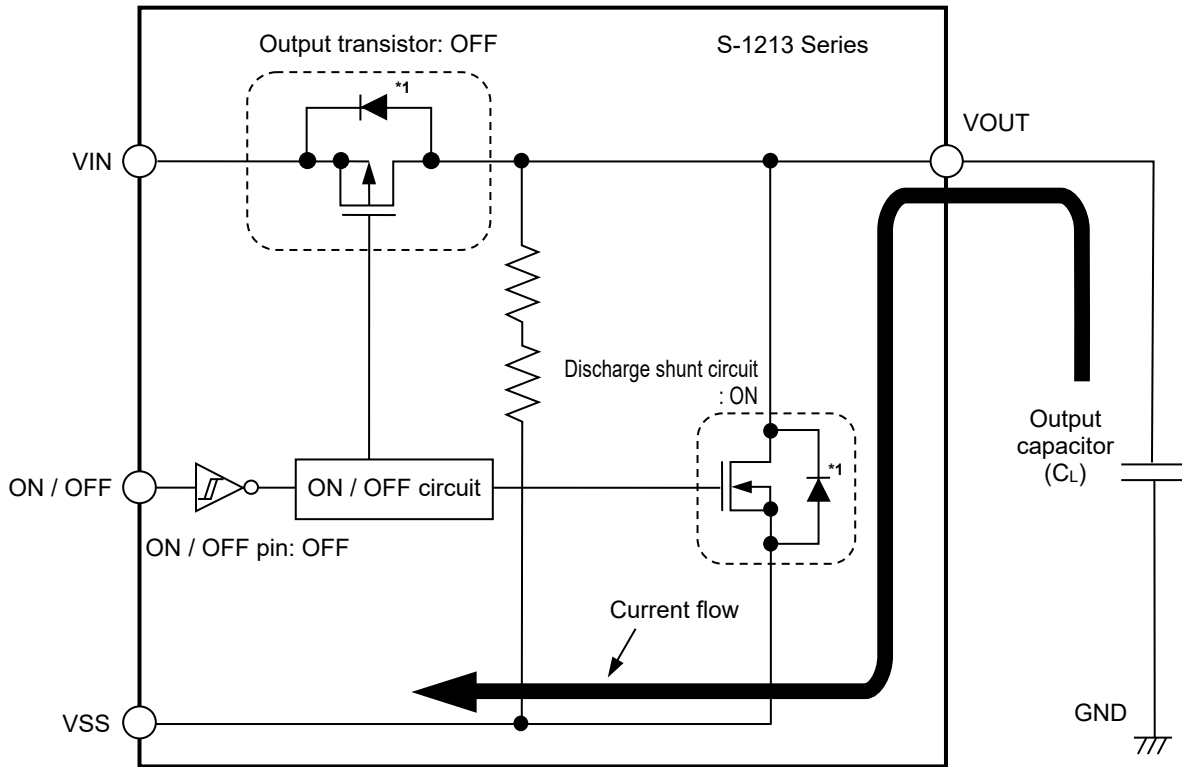 Output transistor: OFF
S-1213 Series
*1
VOUT
VIN
Discharge shunt circuit
: ON
*1
Output
capacitor
(CL)
ON / OFF
ON / OFF circuit
ON / OFF pin: OFF
Current flow
GND
VSS